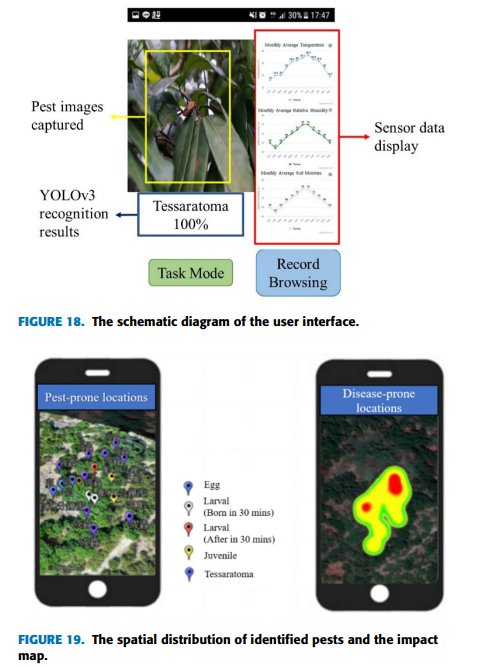 30% 17:47
Pest images
captured
Monthly Average Temperature
Monthly Average Relative Humidity
Monthly Average Soil Moisture
Sensor data
display
YOLOv3
recognition
results
Tessaratoma
100%
Task Mode
Record
Browsing
FIGURE 18. The schematic diagram of the user interface.
Pest-prone locations
Egg
Larval
(Born in 30 mins)
Larval
(After in 30 mins)
Juvenile
Tessaratoma
Disease-prone
locations
FIGURE 19. The spatial distribution of identified pests and the impact
map.